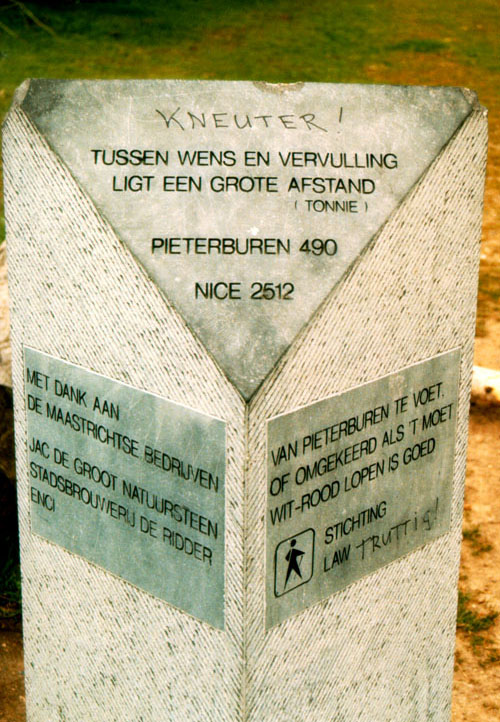 KNEUTER!
TUSSEN WENS EN VERVULLING
LIGT EEN GROTE AFSTAND
( TONNIE )
PIETERBUREN 490
NICE 2512
MET DANK AAN
DE MAASTRICHTSE BEDRIJVEN
JAC DE GROOT NATUURSTEEN
STADSBROUWERIJ DE RIDDER
ENCI
VAN PIETERBUREN TE VOET,
OF OMGEKEERD ALS 'T MOET
WIT-ROOD LOPEN IS GOED
STICHTING
LAW TRUTTIG!